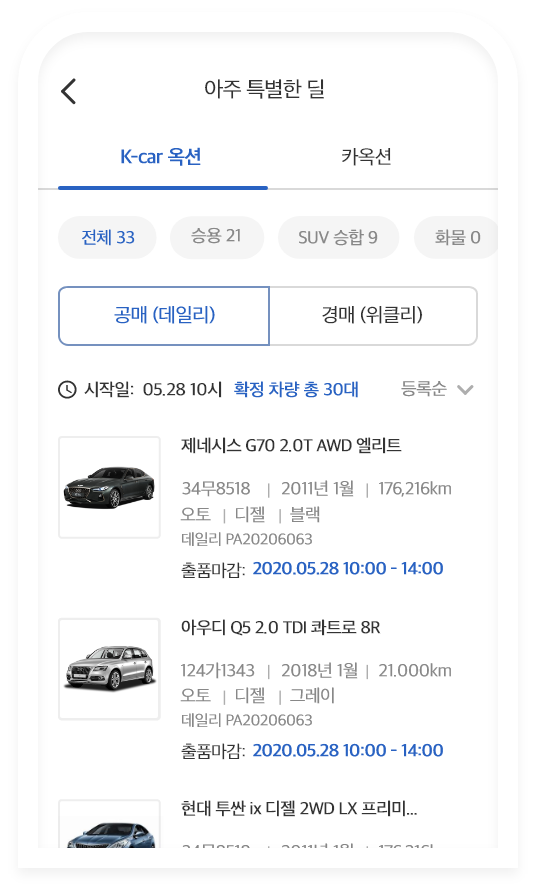 아주 특별한 딜
K-car 옥션 카옥션
전체 33 승용 21 SUV 승합 9 화물 0
공매 (데일리) 경매 (위클리)
시작일: 05.28 10시 확정 차량 총 30대 등록순
제네시스 G70 2.0T AWD 엘리트
34무8518 | 2011년 1월 | 176,216km
오토 | 디젤 | 블랙
데일리 PA20206063
출품마감: 2020.05.28 10:00 - 14:00
아우디 Q5 2.0 TDI 콰트로 8R
124가1343 | 2018년 1월 | 21.000km
오토 | 디젤 | 그레이
데일리 PA20206063
출품마감: 2020.05.28 10:00 - 14:00
현대 투싼 ix 디젤 2WD LX 프리미...